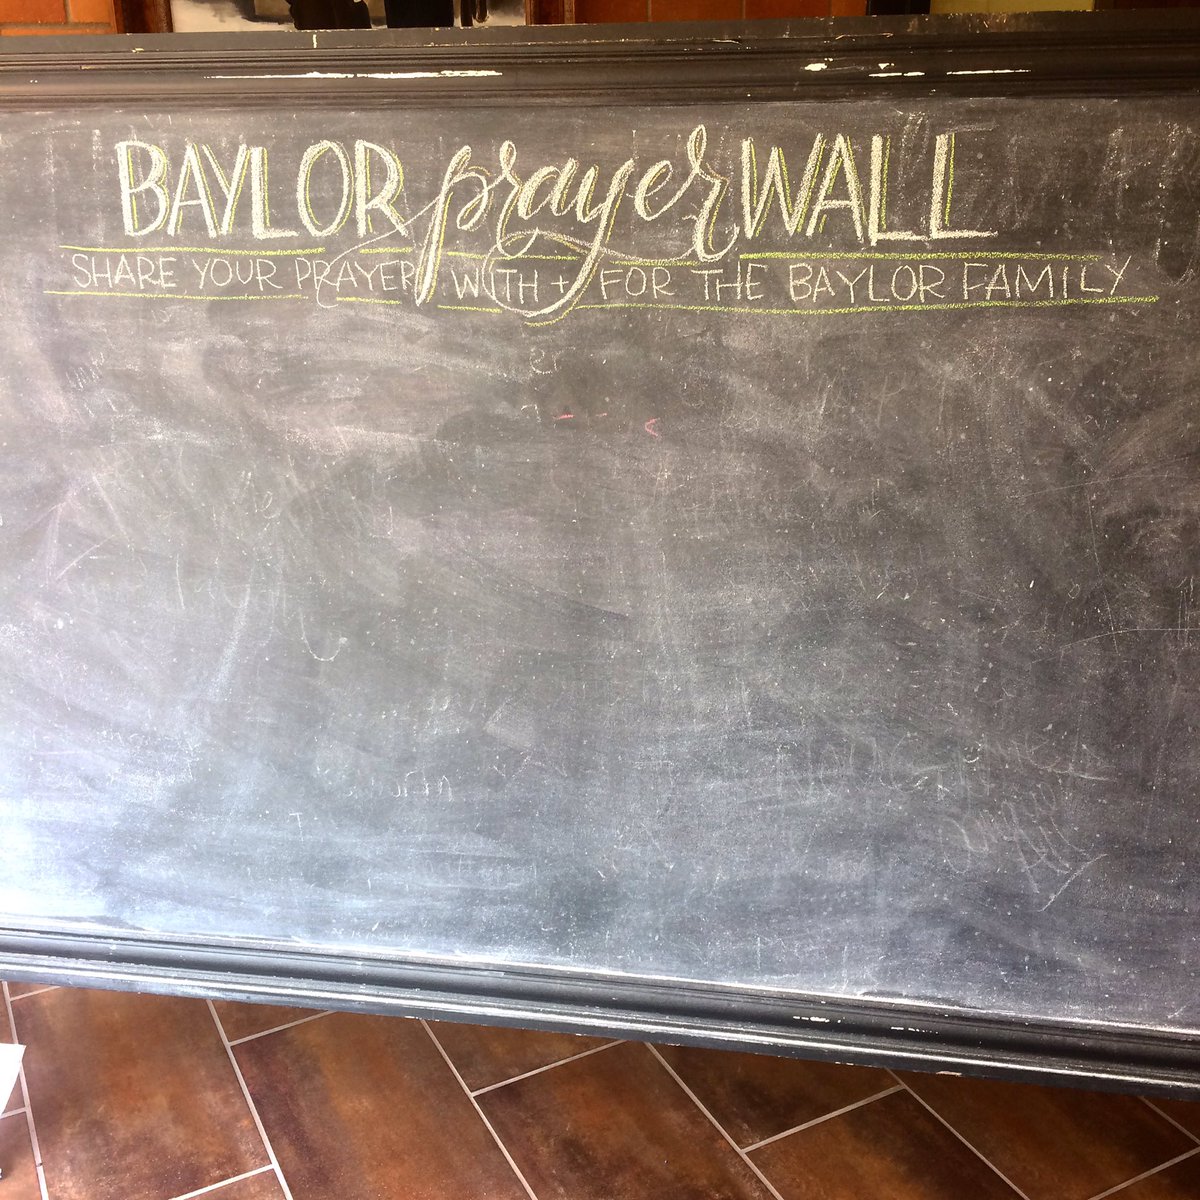 BAYLOR prayer WALL
SHARE YOUR PRAYER WITH + FOR THE BAYLOR FAMILY